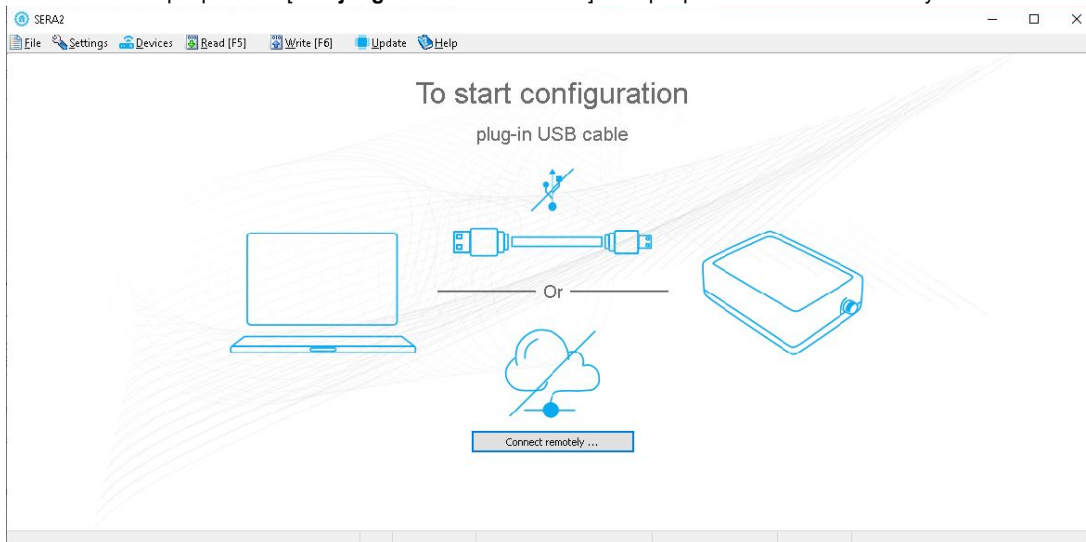 SERA2
File Settings Devices Read [F5] Write [F6] Update Help
To start configuration
plug-in USB cable
Or
Connect remotely ...